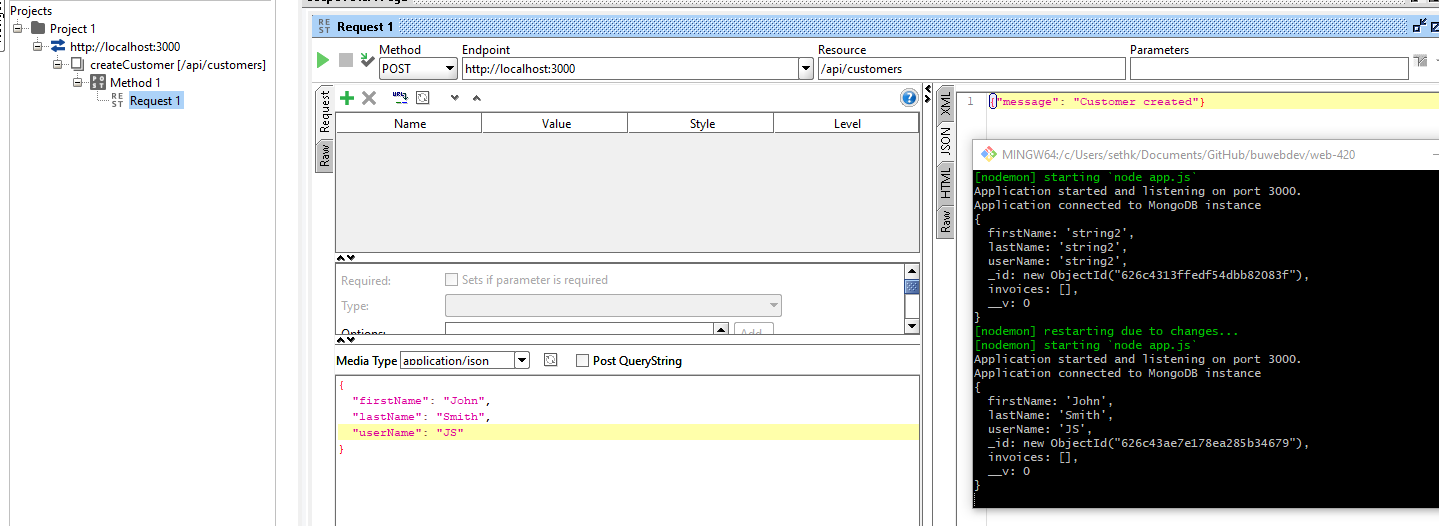 Projects
Project 1
http://localhost:3000
createCustomer [/api/customers]
Method 1
Request 1
REST Request 1
Method
Endpoint
Resource
Parameters
POST
http://localhost:3000
/api/customers
Request
Raw
Name
Value
Style
Level
Required:
Sets if parameter is required
Type:
Options:
Add
Media Type
application/json
Post QueryString
{
"firstName": "John",
"lastName": "Smith",
"userName": "JS"
}
XML
JSON
HTML
Raw
1 {"message": "Customer created"}
MINGW64:/c/Users/sethk/Documents/GitHub/buwebdev/web-420
[nodemon] starting `node app.js`
Application started and listening on port 3000.
Application connected to MongoDB instance
{
firstName: 'string2',
lastName: 'string2',
userName: 'string2',
_id: new ObjectId("626c4313ffedf54dbb82083f"),
invoices: [],
__v: 0
}
[nodemon] restarting due to changes...
[nodemon] starting `node app.js`
Application started and listening on port 3000.
Application connected to MongoDB instance
{
firstName: 'John',
lastName: 'Smith',
userName: 'JS',
_id: new ObjectId("626c43ae7e178ea285b34679"),
invoices: [],
__v: 0
}